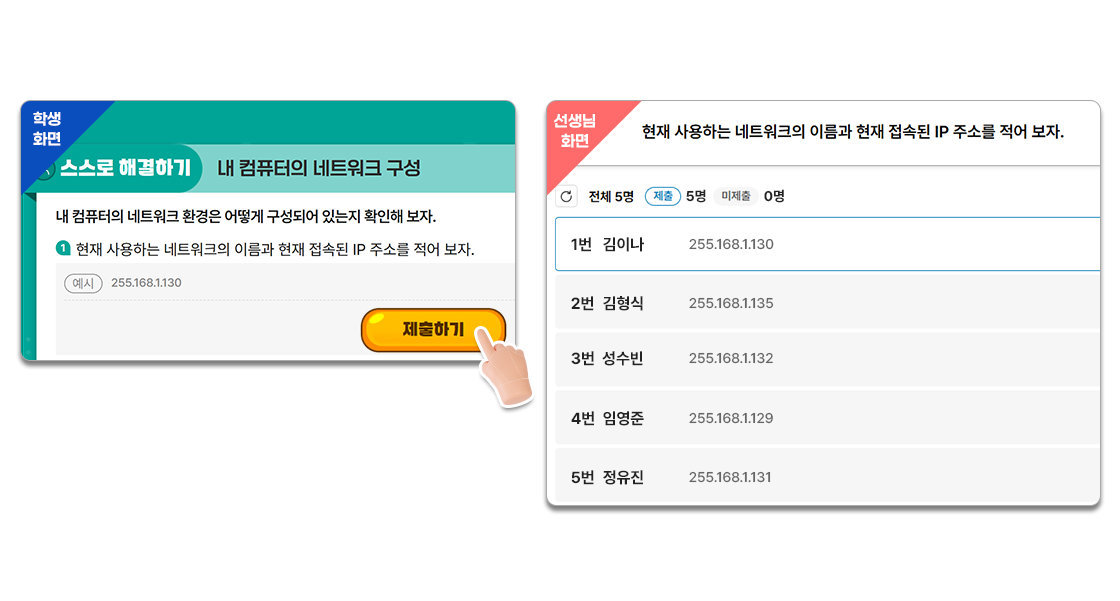 학생
화면
스스로 해결하기
내 컴퓨터의 네트워크 구성
내 컴퓨터의 네트워크 환경은 어떻게 구성되어 있는지 확인해 보자.
1 현재 사용하는 네트워크의 이름과 현재 접속된 IP 주소를 적어 보자.
예시 255.168.1.130
제출하기
선생님
화면
현재 사용하는 네트워크의 이름과 현재 접속된 IP 주소를 적어 보자.
전체 5명 제출 5명 미제출 0명
1번 김이나 255.168.1.130
2번 김형식 255.168.1.135
3번 성수빈 255.168.1.132
4번 임영준 255.168.1.129
5번 정유진 255.168.1.131